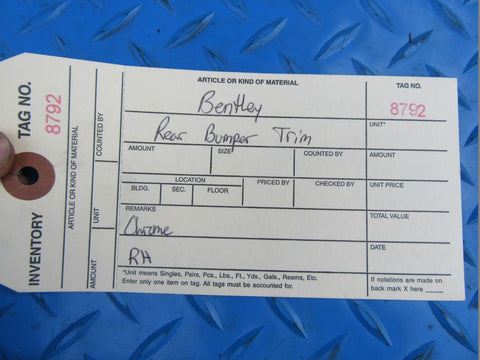 INVENTORY
TAG NO.
8792
ARTICLE OR KIND OF MATERIAL
COUNTED BY
UNIT
AMOUNT
ARTICLE OR KIND OF MATERIAL
TAG NO.
Bentley
8792
Rear Bumper Trim
UNIT*
AMOUNT
SIZE
COUNTED BY
AMOUNT
LOCATION
PRICED BY
CHECKED BY
UNIT PRICE
BLDG.
SEC.
FLOOR
REMARKS
TOTAL VALUE
Chrome
DATE
RH
*Unit means Singles, Pairs, Pcs., Lbs., Ft., Yds., Gals., Reams, Etc.
Enter only one item on tag. All tags must be accounted for.
If notations are made on
back mark X here